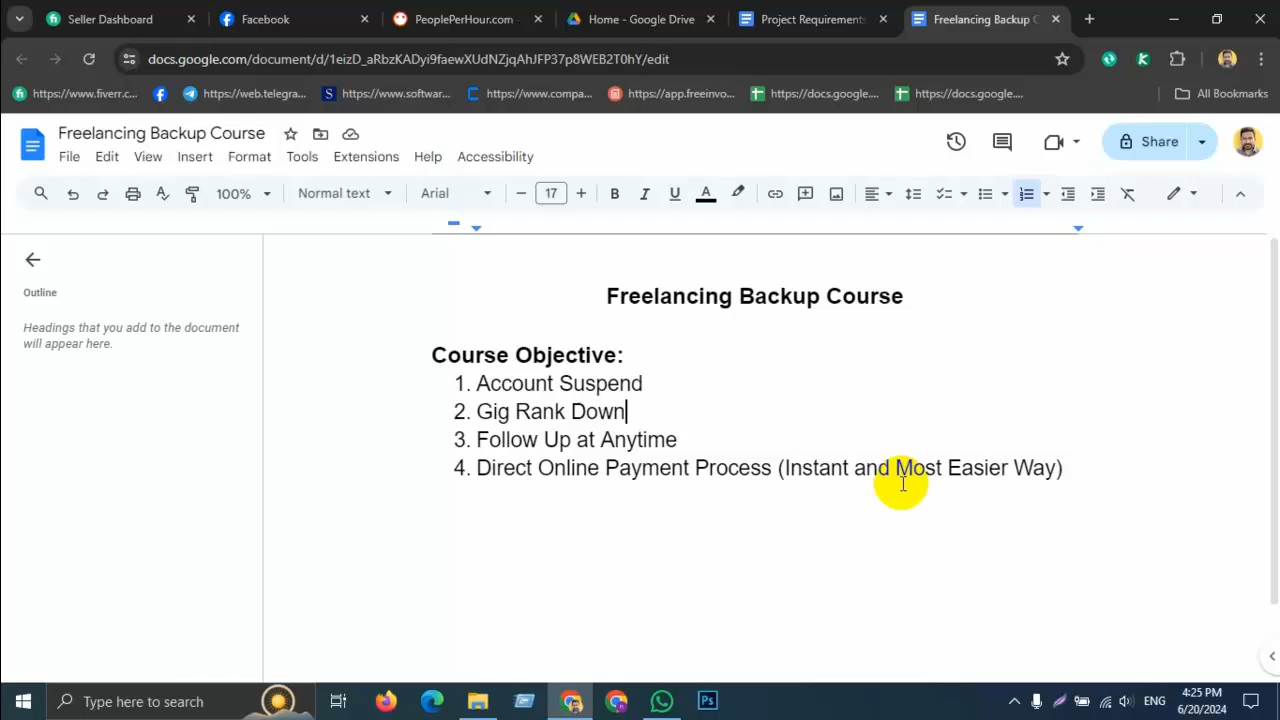 Seller Dashboard
Facebook
PeoplePerHour.com -
Home - Google Drive
Project Requirements
Freelancing Backup C
docs.google.com/document/d/1eizD_aRbzKADyi9faewXUdNZjqAhJFP37p8WEB2T0hY/edit
https://www.fiverr.c...
https://web.telegra...
https://www.softwar...
https://www.compa...
https://app.freeinvo...
https://docs.google....
https://docs.google....
All Bookmarks
Freelancing Backup Course
File Edit View Insert Format Tools Extensions Help Accessibility
Share
100% Normal text Arial 17
Outline
Headings that you add to the document
will appear here.
Freelancing Backup Course
Course Objective:
1. Account Suspend
2. Gig Rank Down
3. Follow Up at Anytime
4. Direct Online Payment Process (Instant and Most Easier Way)
Type here to search
ENG
4:25 PM
6/20/2024